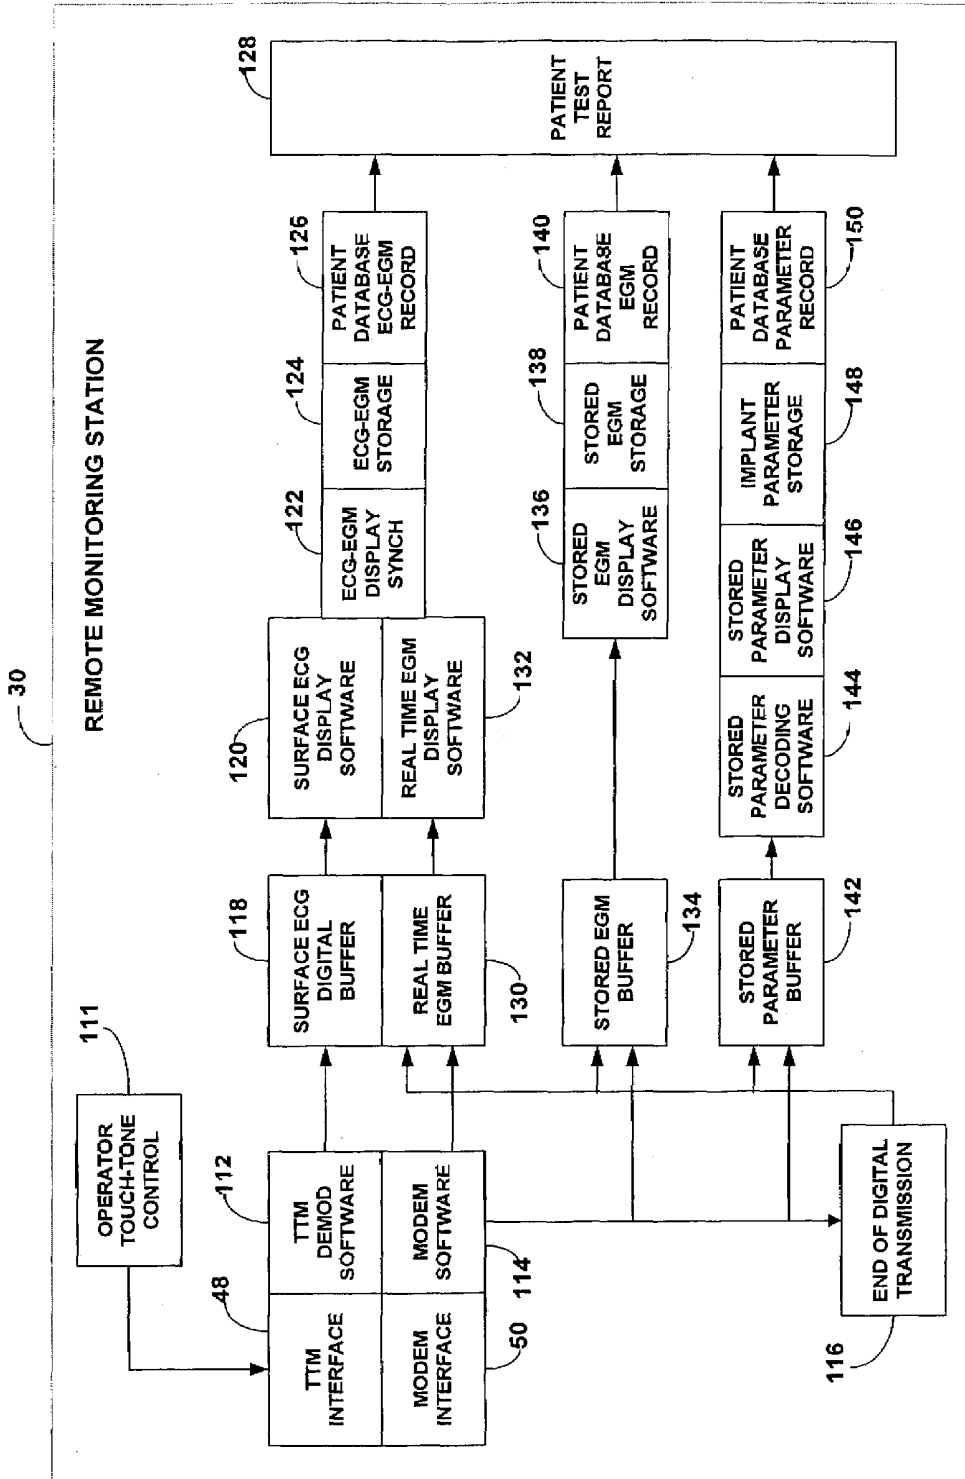 30
REMOTE MONITORING STATION
111
OPERATOR
TOUCH-TONE
CONTROL
48
TTM
INTERFACE
112
TTM
DEMOD
SOFTWARE
118
SURFACE ECG
DIGITAL
BUFFER
120
SURFACE ECG
DISPLAY
SOFTWARE
122
ECG-EGM
DISPLAY
SYNCH
124
ECG-EGM
STORAGE
126
PATIENT
DATABASE
ECG-EGM
RECORD
128
PATIENT
TEST
REPORT
MODEM
INTERFACE
50
MODEM
SOFTWARE
114
REAL TIME
EGM BUFFER
130
REAL TIME EGM
DISPLAY
SOFTWARE
132
STORED EGM
BUFFER
134
136
STORED
EGM
DISPLAY
SOFTWARE
138
STORED
EGM
STORAGE
140
PATIENT
DATABASE
EGM
RECORD
STORED
PARAMETER
BUFFER
142
STORED
PARAMETER
DECODING
SOFTWARE
144
STORED
PARAMETER
DISPLAY
SOFTWARE
146
IMPLANT
PARAMETER
STORAGE
148
PATIENT
DATABASE
PARAMETER
RECORD
150
END OF DIGITAL
TRANSMISSION
116